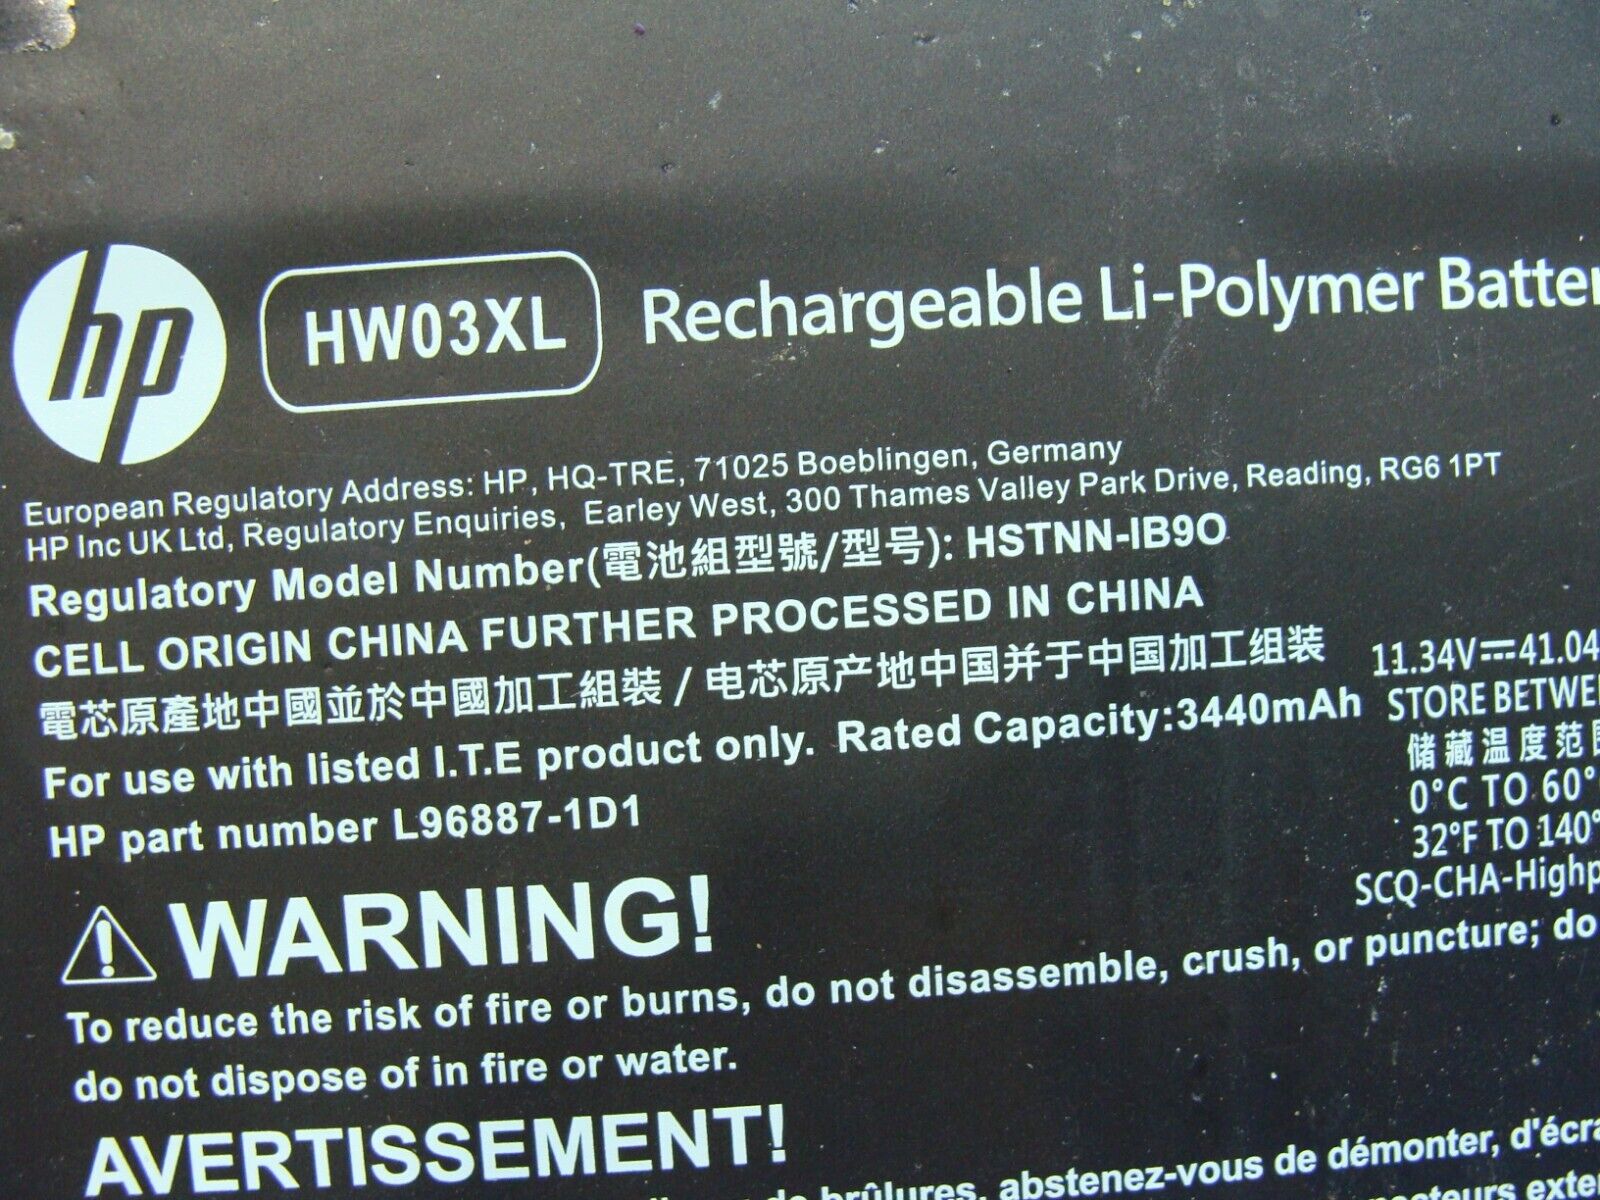 hp HW03XL Rechargeable Li-Polymer
European Regulatory Address: HP, HQ-TRE, 71025 Boeblingen, Germany
HP Inc UK Ltd, Regulatory Enquiries, Earley West, 300 Thames Valley Park Drive, Reading, RG6 1PT
Regulatory Model Number(電池組型號/型号): HSTNN-IB9O
CELL ORIGIN CHINA FURTHER PROCESSED IN CHINA
電芯原產地中國並於中國加工組裝 / 电芯原产地中国并于中国加工组装
For use with listed I.T.E product only. Rated Capacity:3440mAh
HP part number L96887-1D1
11.34V⎓41.04
STORE
储藏温度范
0°C TO 60°
32°F TO 140°
SCQ-CHA-
WARNING!
To reduce the risk of fire or burns, do not disassemble, crush, or puncture; do
do not dispose of in fire or water.
AVERTISSEMENT!
de brûlures, abstenez-vous de démonter,